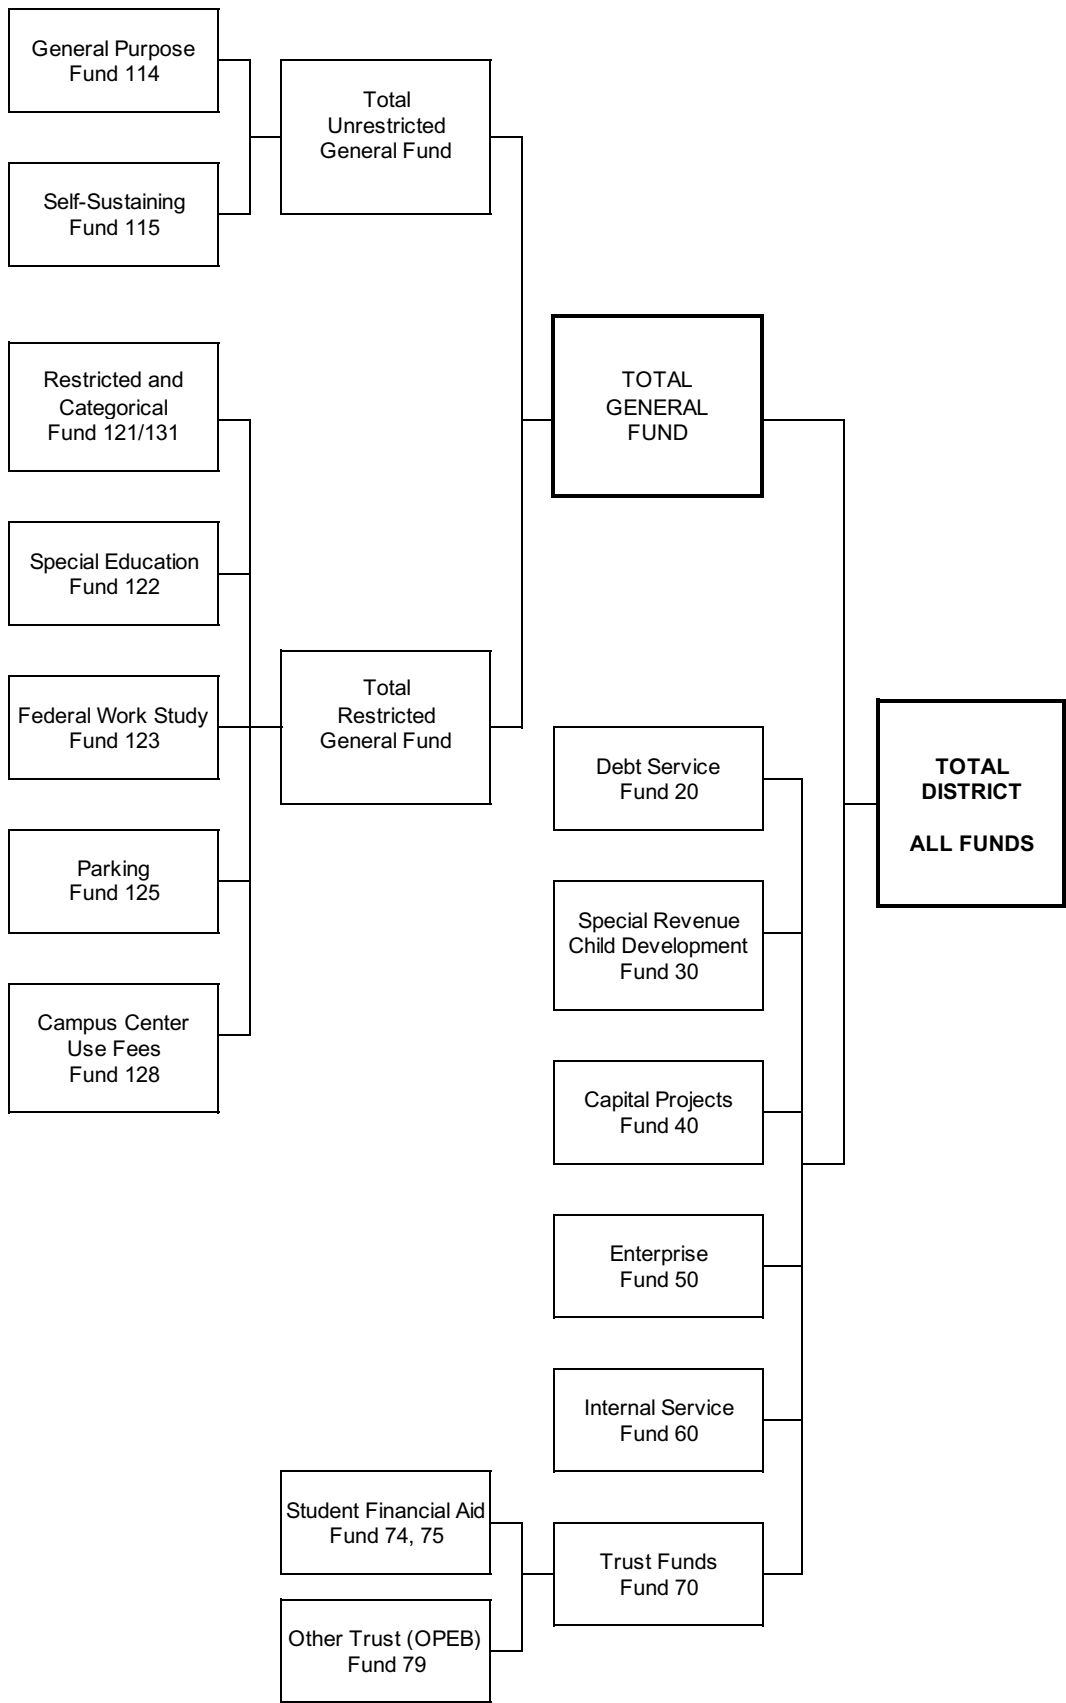 General Purpose
Fund 114
Self-Sustaining
Fund 115
Total
Unrestricted
General Fund
Restricted and
Categorical
Fund 121/131
Special Education
Fund 122
Federal Work Study
Fund 123
Parking
Fund 125
Campus Center
Use Fees
Fund 128
Total
Restricted
General Fund
TOTAL
GENERAL
FUND
Debt Service
Fund 20
Special Revenue
Child Development
Fund 30
Capital Projects
Fund 40
Enterprise
Fund 50
Internal Service
Fund 60
Student Financial Aid
Fund 74, 75
Other Trust (OPEB)
Fund 79
Trust Funds
Fund 70
TOTAL
DISTRICT
ALL FUNDS